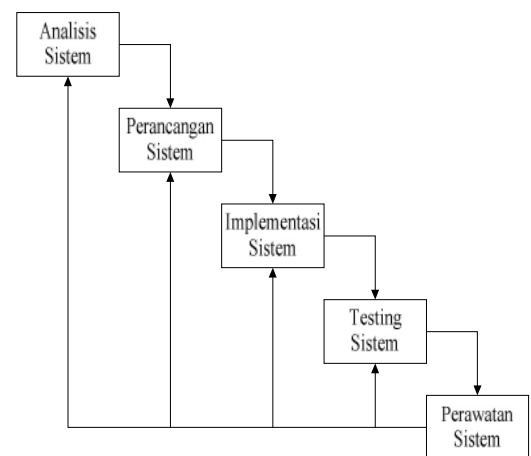 Analisis
Sistem
Perancangan
Sistem
Implementasi
Sistem
Testing
Sistem
Perawatan
Sistem